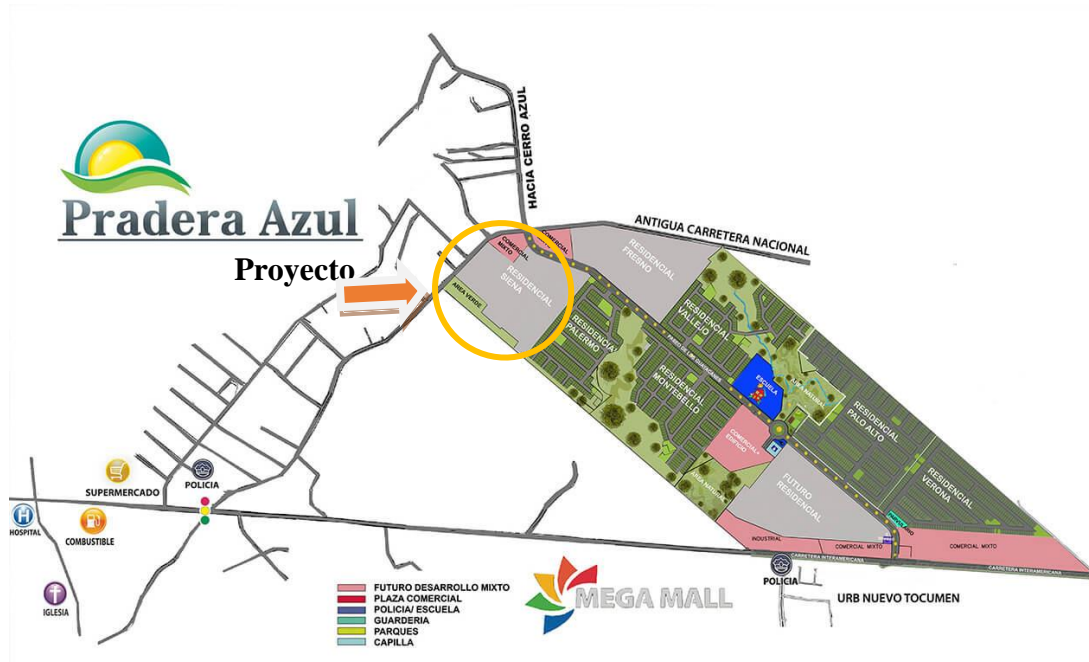 Pradera Azul
Proyecto
HACIA CERRO AZUL
ANTIGUA CARRETERA NACIONAL
COMERCIAL
MIXTO
COMERCIAL
RESIDENCIAL
SIENA
AREA VERDE
RESIDENCIAL
FRESNO
RESIDENCIAL
PALERMO
RESIDENCIAL
VALLEJO
RESIDENCIAL
MONTEBELLO
ESCUELA
AREA NATURAL
RESIDENCIAL
PALO ALTO
RESIDENCIAL
VERONA
COMERCIAL
EDIFICIO
FUTURO
RESIDENCIAL
INDUSTRIAL
COMERCIAL MIXTO
COMERCIAL MIXTO
CARRETERA INTERAMERICANA
CARRETERA INTERAMERICANA
SUPERMERCADO
POLICIA
H
HOSPITAL
COMBUSTIBLE
IGLESIA
POLICIA
URB NUEVO TOCUMEN
FUTURO DESARROLLO MIXTO
PLAZA COMERCIAL
POLICIA/ ESCUELA
GUARDERIA
PARQUES
CAPILLA
MEGA MALL